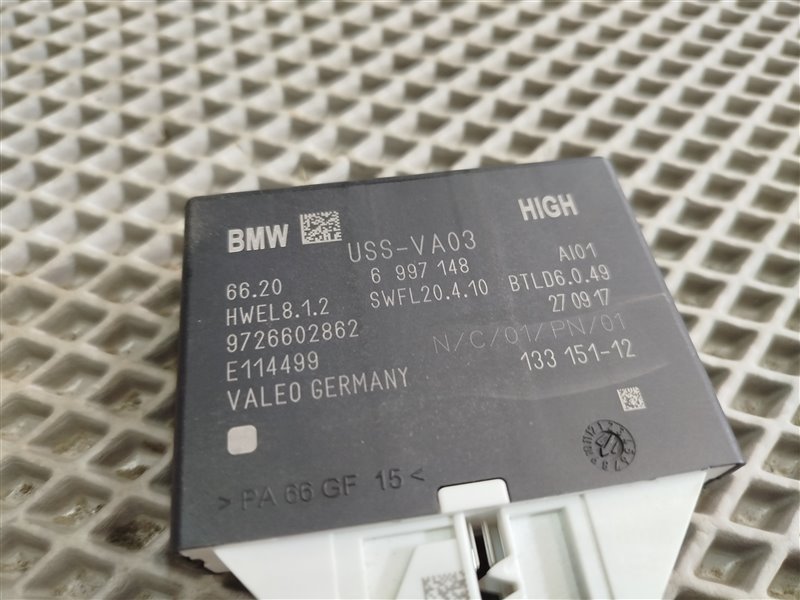 BMW USS-VA03 HIGH
66.20 6 997 148 AI01
HWEL8.1.2 SWFL20.4.10 BTLD6.0.49
9726602862 27 09 17
E114499 N/C/01/PN/01
VALEO GERMANY 133 151-12
> PA 66 GF 15 <